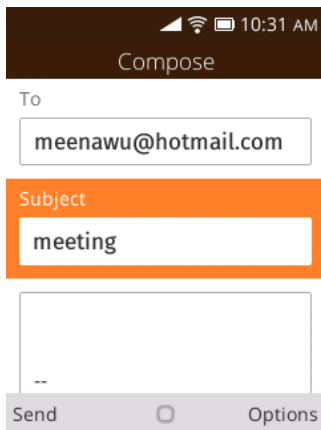 10:31 AM
Compose
To
meenawu@hotmail.com
Subject
meeting
--
Send
Options